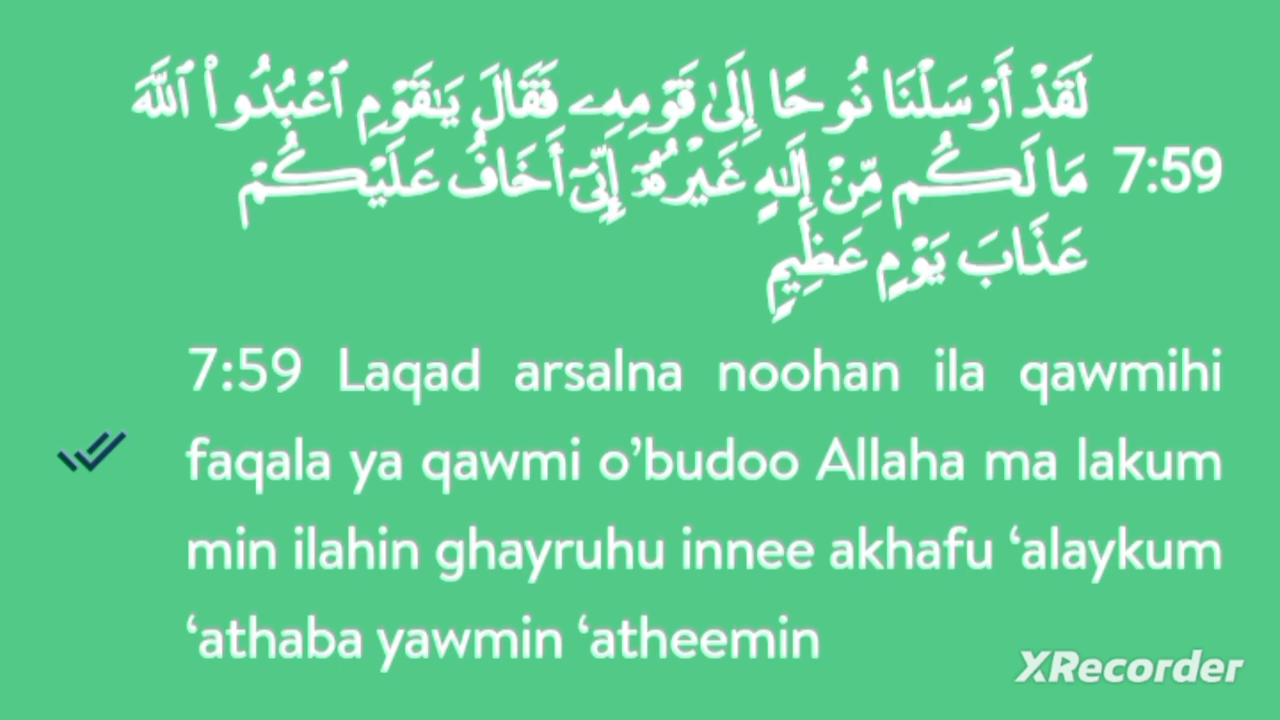 لَقَدْ أَرْسَلْنَا نُوحًا إِلَىٰ قَوْمِهِۦ فَقَالَ يَـٰقَوْمِ ٱعْبُدُوا۟ ٱللَّهَ
7:59 مَا لَكُم مِّنْ إِلَـٰهٍ غَيْرُهُۥٓ إِنِّىٓ أَخَافُ عَلَيْكُمْ
عَذَابَ يَوْمٍ عَظِيمٍ
7:59 Laqad arsalna noohan ila qawmihi
faqala ya qawmi o’budoo Allaha ma lakum
min ilahin ghayruhu innee akhafu ‘alaykum
‘athaba yawmin ‘atheemin
XRecorder